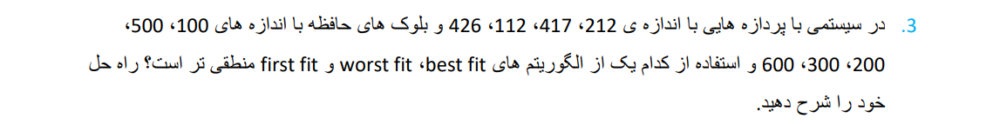 3. در سیستمی با پردازه هایی با اندازه ی 212، 417، 112، 426 و بلوک های حافظه با اندازه های 100، 500،
200، 300، 600 و استفاده از کدام یک از الگوریتم های best fit، worst fit و first fit منطقی تر است؟ راه حل
خود را شرح دهید.